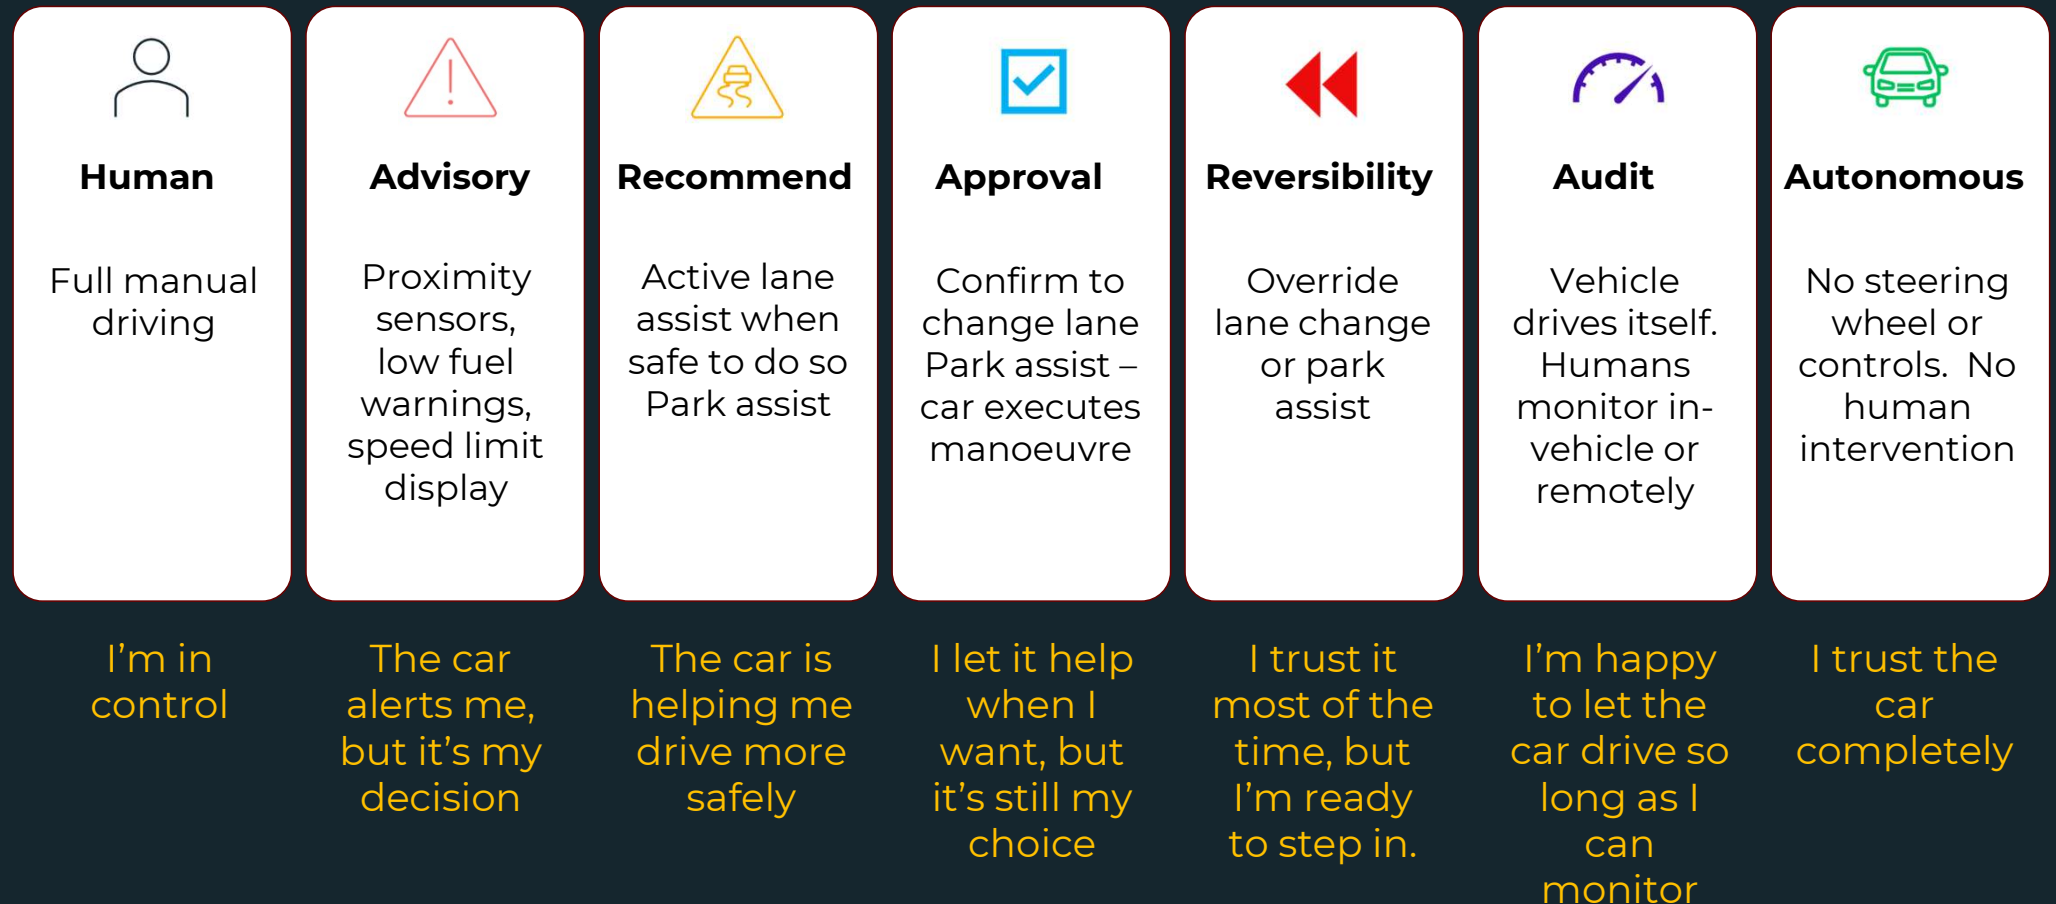 Human
Full manual
driving
I'm in
control
Advisory
Proximity
sensors,
low fuel
warnings,
speed limit
display
The car
alerts me,
but it's my
decision
Recommend
Active lane
assist when
safe to do so
Park assist
The car is
helping me
drive more
safely
Approval
Confirm to
change lane
Park assist –
car executes
manoeuvre
I let it help
when I
want, but
it's still my
choice
Reversibility
Override
lane change
or park
assist
I trust it
most of the
time, but
I'm ready
to step in.
Audit
Vehicle
drives itself.
Humans
monitor in-
vehicle or
remotely
I'm happy
to let the
car drive so
long as I
can
monitor
Autonomous
No steering
wheel or
controls.  No
human
intervention
I trust the
car
completely